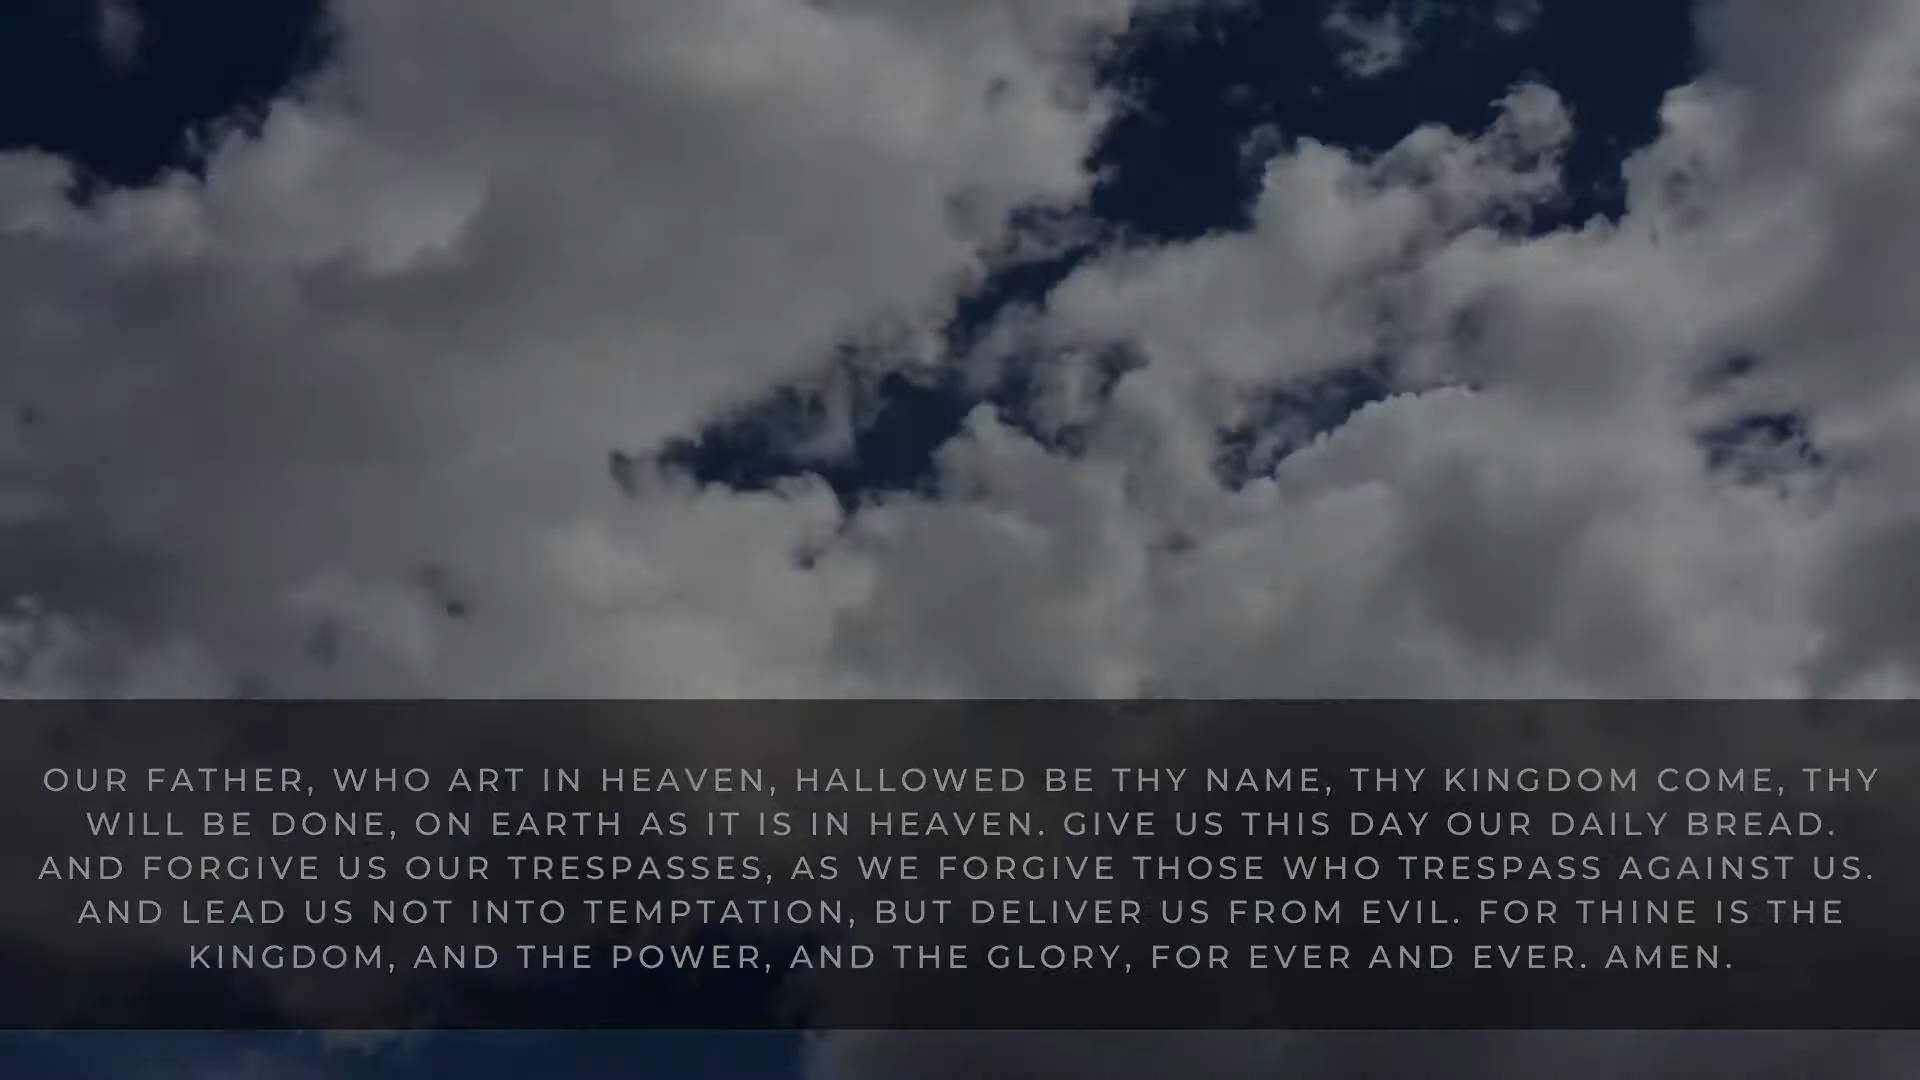 OUR FATHER, WHO ART IN HEAVEN, HALLOWED BE THY NAME, THY KINGDOM COME, THY
WILL BE DONE, ON EARTH AS IT IS IN HEAVEN. GIVE US THIS DAY OUR DAILY BREAD.
AND FORGIVE US OUR TRESPASSES, AS WE FORGIVE THOSE WHO TRESPASS AGAINST US.
AND LEAD US NOT INTO TEMPTATION, BUT DELIVER US FROM EVIL. FOR THINE IS THE
KINGDOM, AND THE POWER, AND THE GLORY, FOR EVER AND EVER. AMEN.